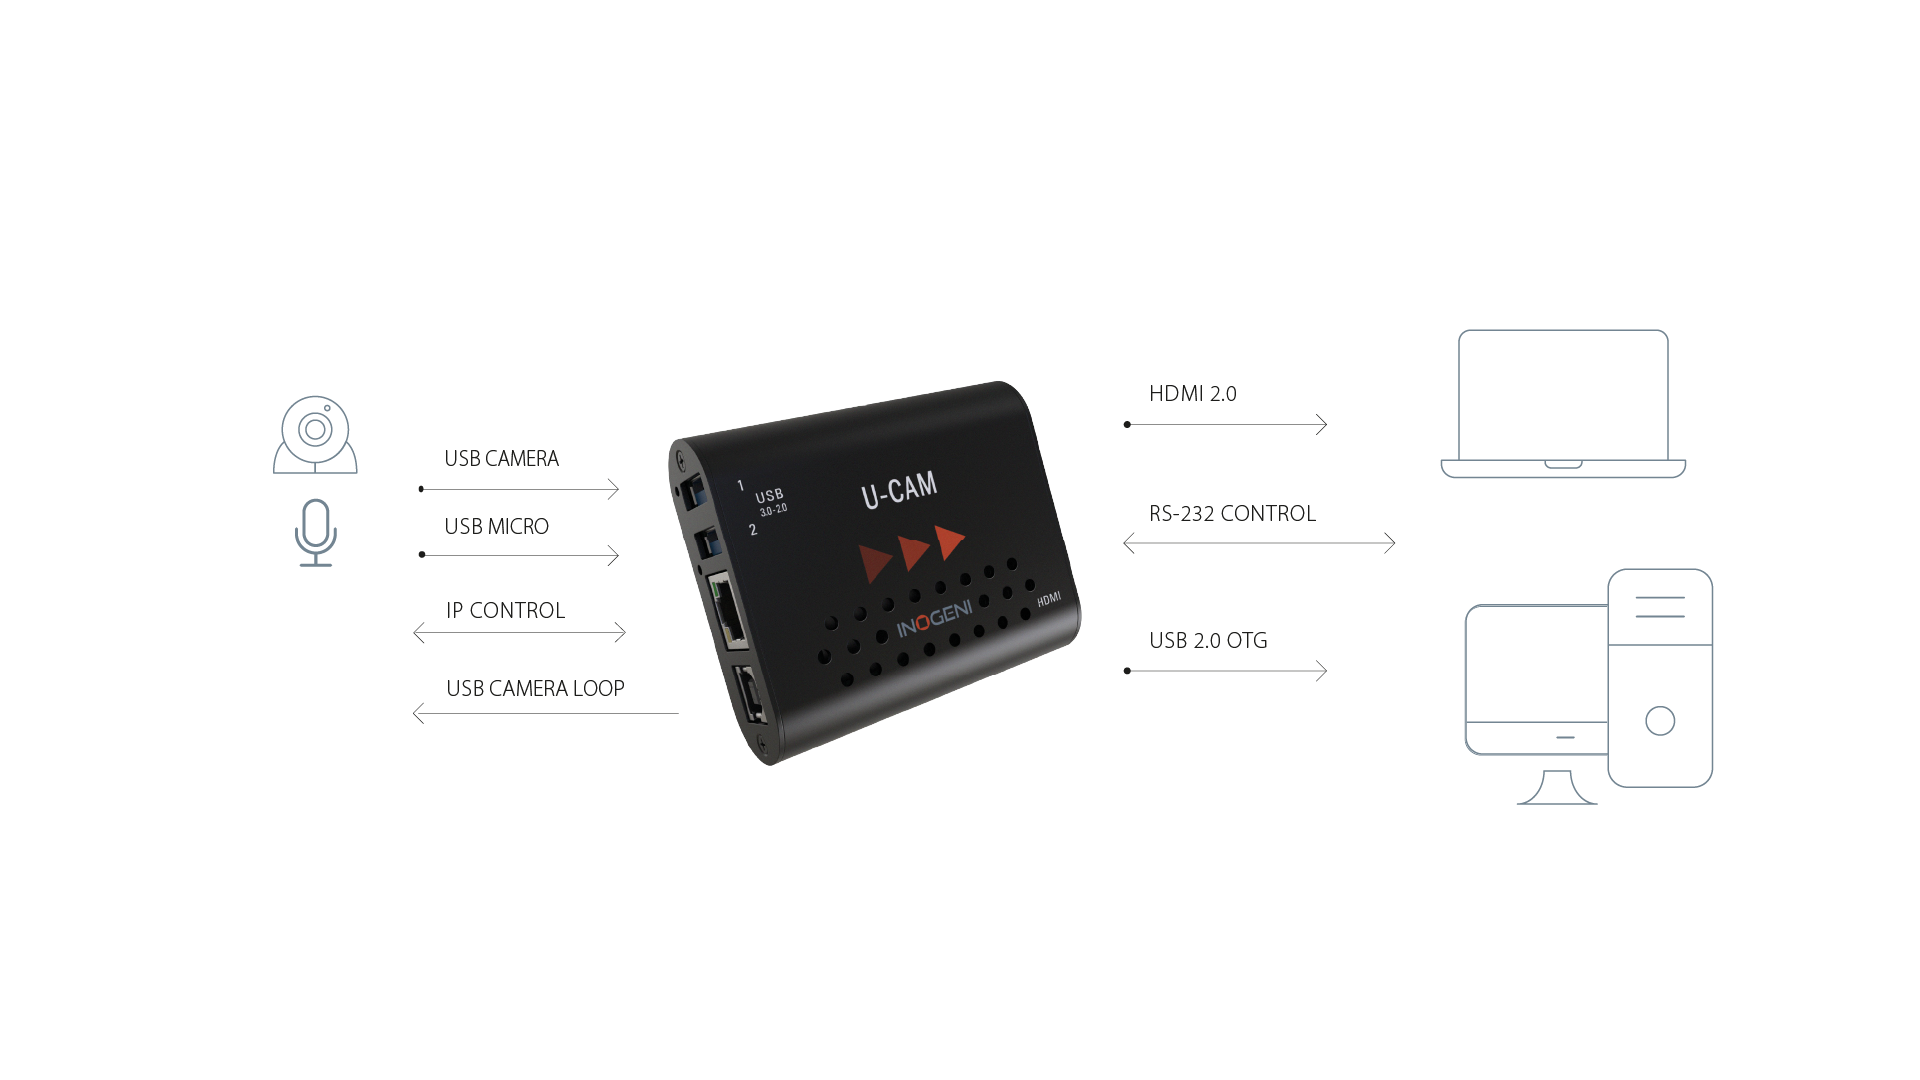 USB CAMERA
USB MICRO
IP CONTROL
USB CAMERA LOOP
1
USB
3.0-2.0
2
U-CAM
INOGENI
HDMI
HDMI 2.0
RS-232 CONTROL
USB 2.0 OTG